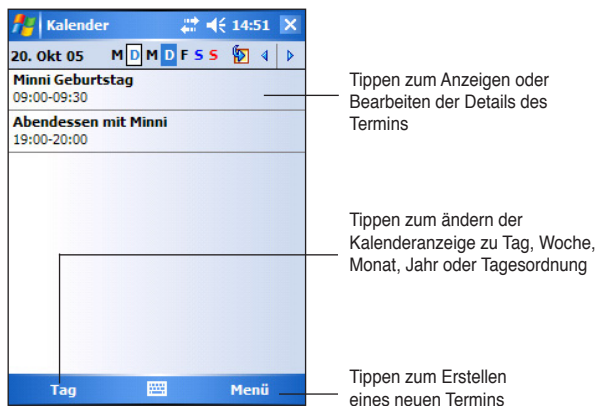 Kalender 14:51
20. Okt 05 M D M D F S S
Minni Geburtstag
09:00-09:30
Abendessen mit Minni
19:00-20:00
Tag Menü
Tippen zum Anzeigen oder
Bearbeiten der Details des
Termins
Tippen zum ändern der
Kalenderanzeige zu Tag, Woche,
Monat, Jahr oder Tagesordnung
Tippen zum Erstellen
eines neuen Termins